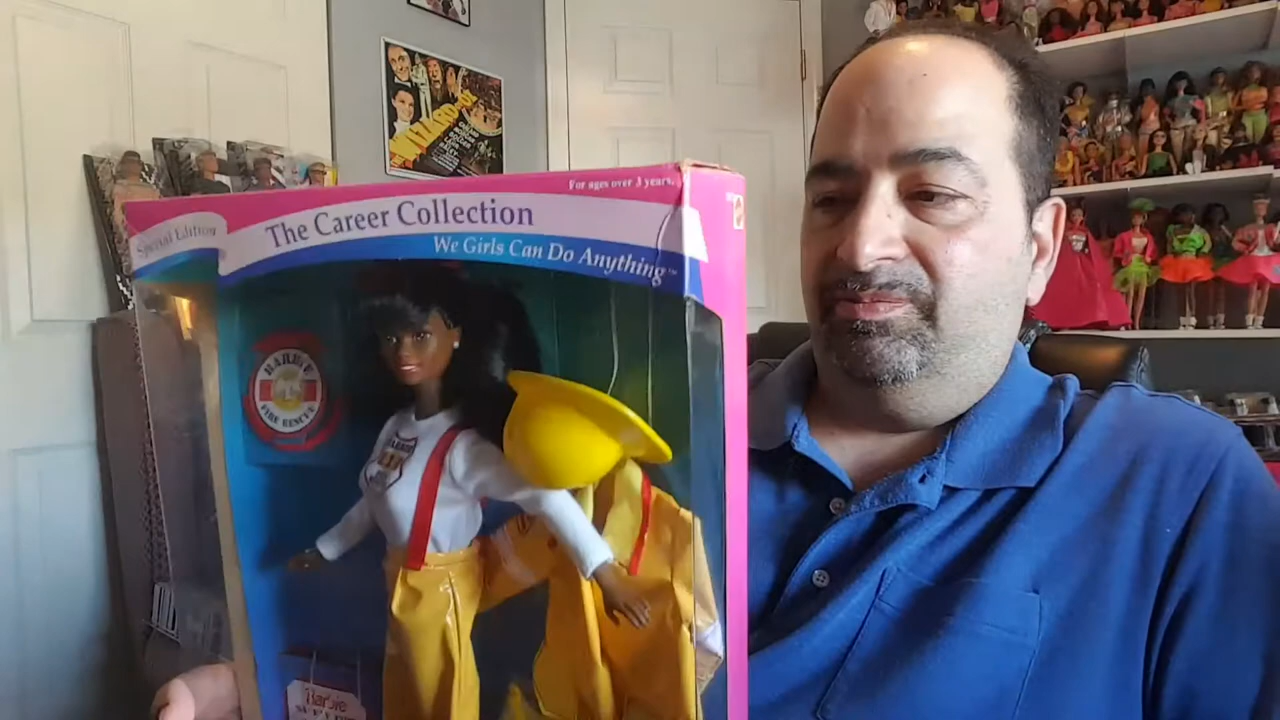 For ages over 3 years.
Special Edition
The Career Collection
We Girls Can Do Anything™
BARBIE
FIRE RESCUE
Barbie